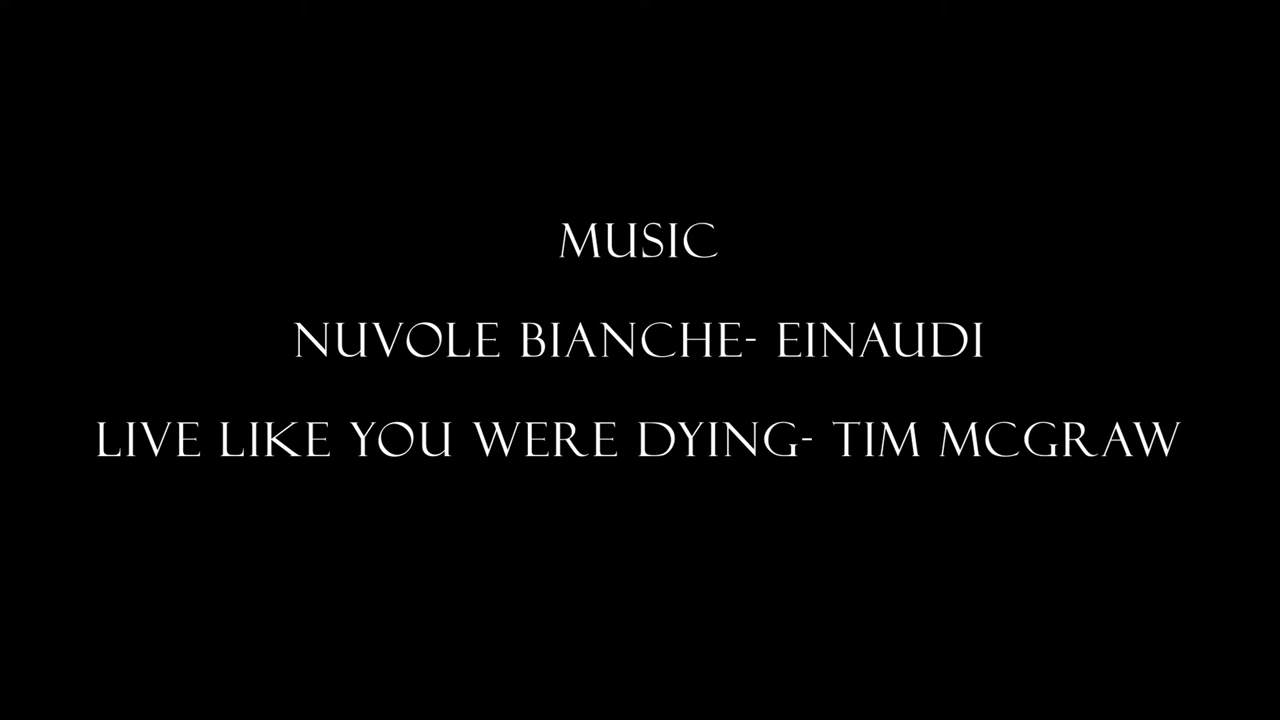 MUSIC
NUVOLE BIANCHE- EINAUDI
LIVE LIKE YOU WERE DYING- TIM MCGRAW